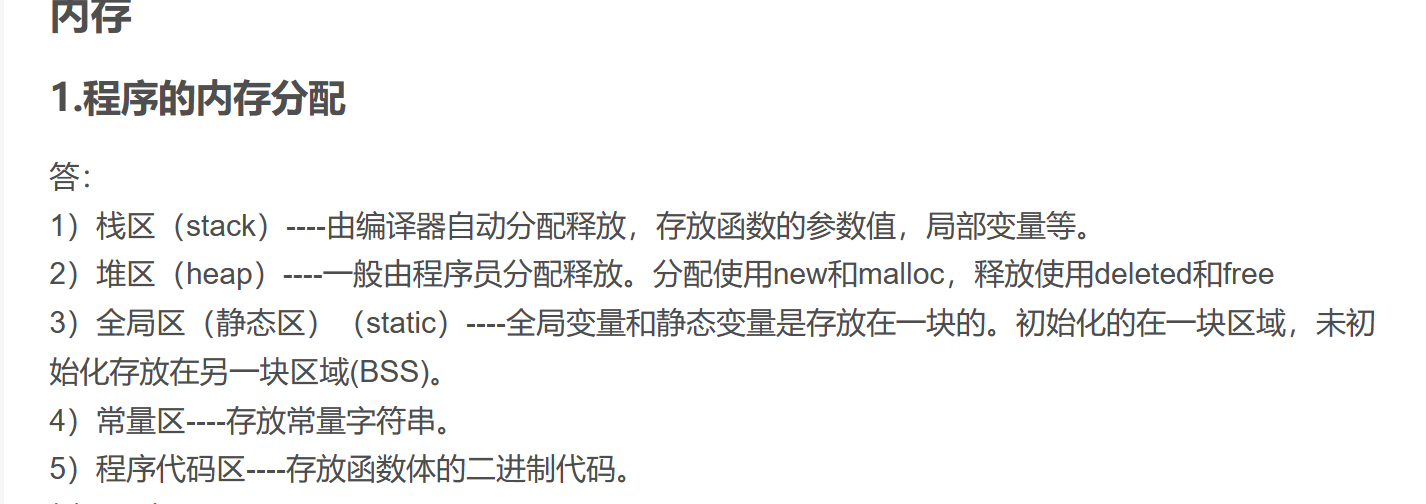 内存
1.程序的内存分配
答：
1）栈区（stack）----由编译器自动分配释放，存放函数的参数值，局部变量等。
2）堆区（heap）----一般由程序员分配释放。分配使用new和malloc，释放使用deleted和free
3）全局区（静态区）（static）----全局变量和静态变量是存放在一块的。初始化的在一块区域，未初
始化存放在另一块区域(BSS)。
4）常量区----存放常量字符串。
5）程序代码区----存放函数体的二进制代码。